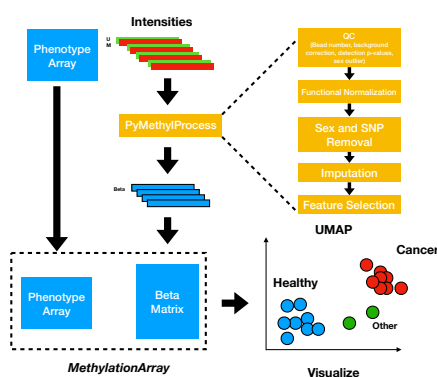 Intensities
Phenotype
Array
U
M
PyMethylProcess
Beta
QC
(Bead number, background
correction, detection p-values,
sex outlier)
Functional Normalization
Sex and SNP
Removal
Imputation
Feature Selection
UMAP
Phenotype
Array
Beta
Matrix
MethylationArray
Cancer
Healthy
Other
Visualize